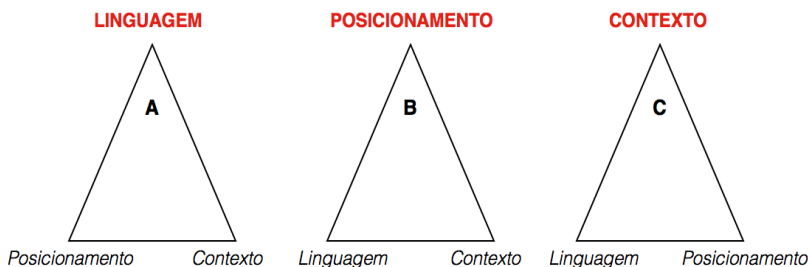 LINGUAGEM POSICIONAMENTO CONTEXTO
A B C
Posicionamento Contexto Linguagem Contexto Linguagem Posicionamento